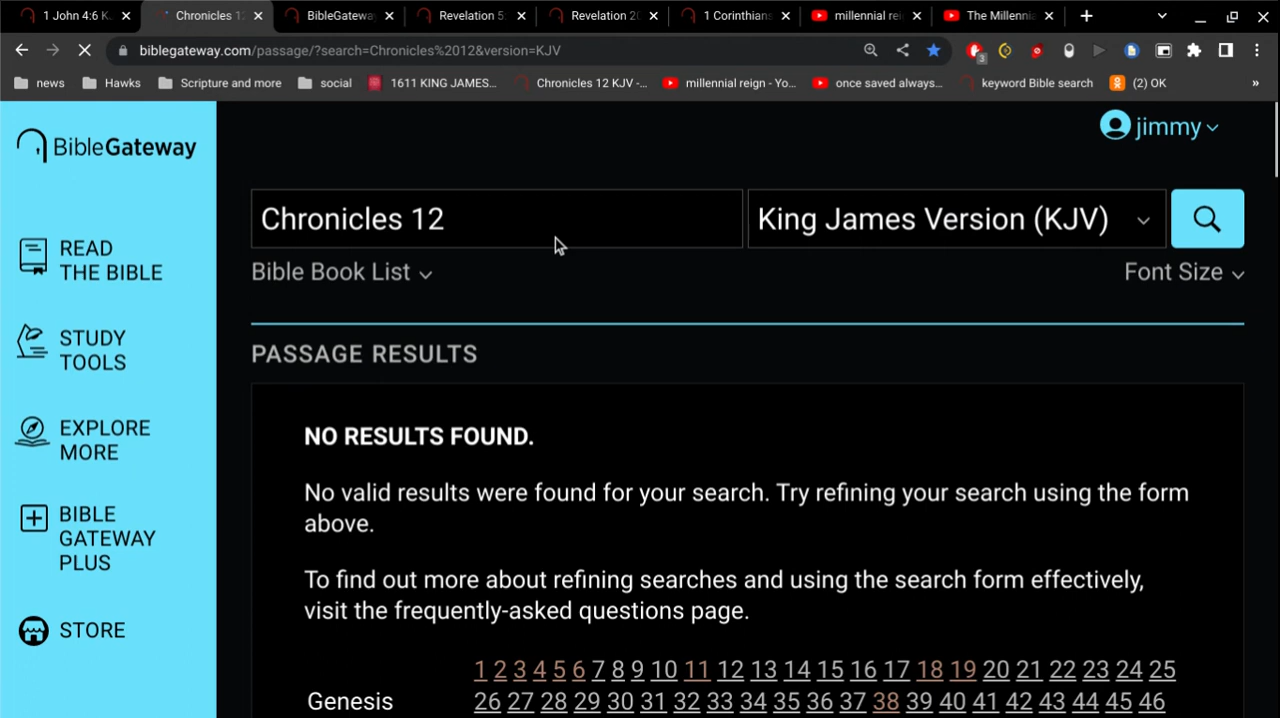 1 John 4:6 K
Chronicles 12
BibleGateway
Revelation 5:
Revelation 20
1 Corinthians
millennial rei
The Millennia
biblegateway.com/passage/?search=Chronicles%2012&version=KJV
3
news
Hawks
Scripture and more
social
1611 KING JAMES...
Chronicles 12 KJV -...
millennial reign - Yo...
once saved always...
keyword Bible search
(2) OK
»
BibleGateway
jimmy
Chronicles 12
King James Version (KJV)
Bible Book List
Font Size
READ
THE BIBLE
STUDY
TOOLS
EXPLORE
MORE
BIBLE
GATEWAY
PLUS
STORE
PASSAGE RESULTS
NO RESULTS FOUND.
No valid results were found for your search. Try refining your search using the form
above.
To find out more about refining searches and using the search form effectively,
visit the frequently-asked questions page.
1 2 3 4 5 6 7 8 9 10 11 12 13 14 15 16 17 18 19 20 21 22 23 24 25
Genesis
26 27 28 29 30 31 32 33 34 35 36 37 38 39 40 41 42 43 44 45 46